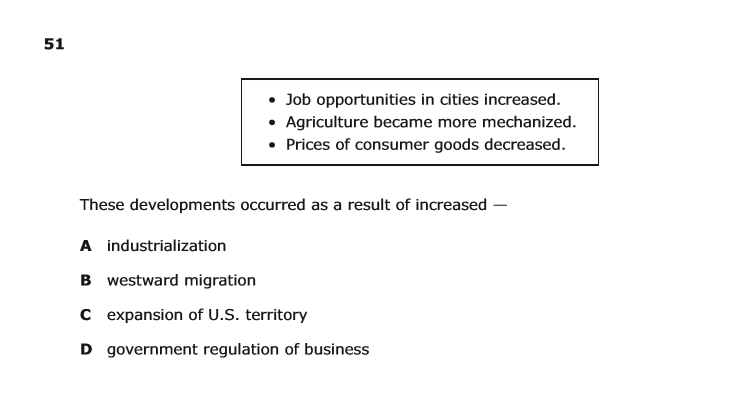 51
• Job opportunities in cities increased.
• Agriculture became more mechanized.
• Prices of consumer goods decreased.
These developments occurred as a result of increased —
A industrialization
B westward migration
C expansion of U.S. territory
D government regulation of business